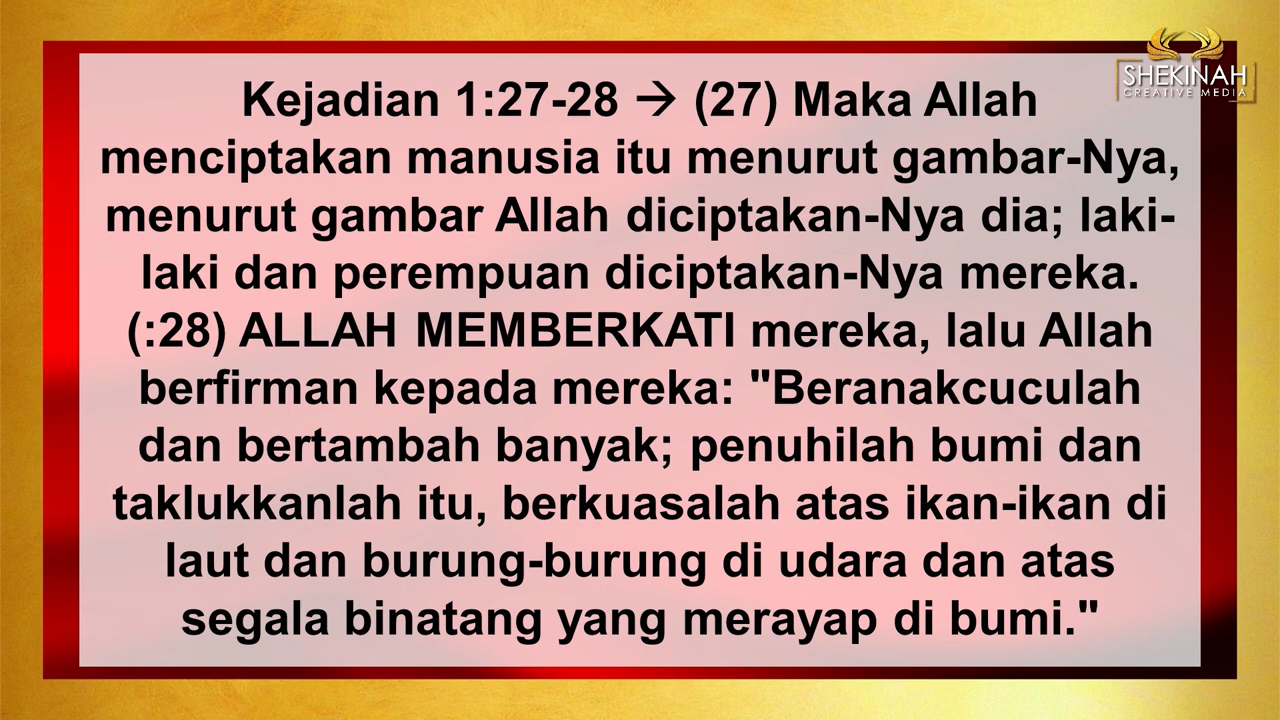 SHEKINAH
CREATIVE MEDIA
Kejadian 1:27-28 → (27) Maka Allah
menciptakan manusia itu menurut gambar-Nya,
menurut gambar Allah diciptakan-Nya dia; laki-
laki dan perempuan diciptakan-Nya mereka.
(:28) ALLAH MEMBERKATI mereka, lalu Allah
berfirman kepada mereka: "Beranakcuculah
dan bertambah banyak; penuhilah bumi dan
taklukkanlah itu, berkuasalah atas ikan-ikan di
laut dan burung-burung di udara dan atas
segala binatang yang merayap di bumi."